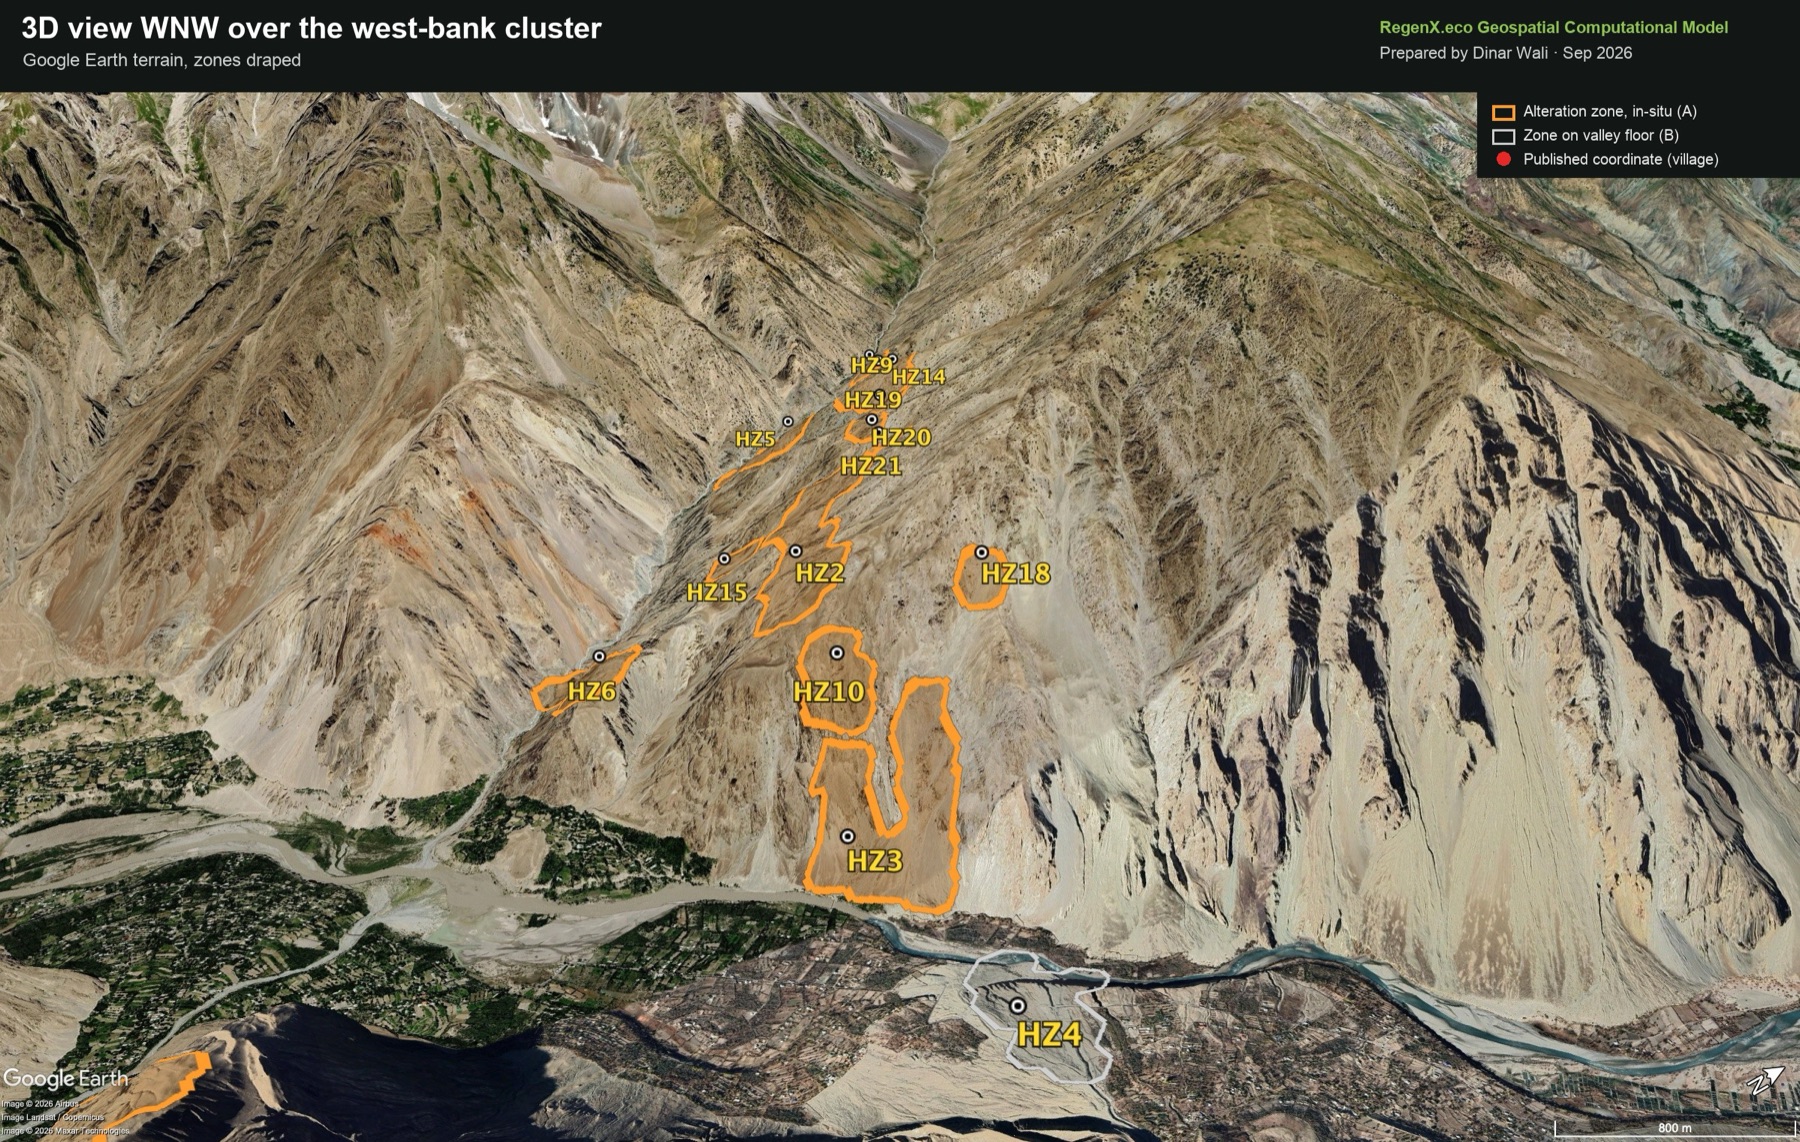 3D view WNW over the west-bank cluster
Google Earth terrain, zones draped
RegenX.eco Geospatial Computational Model
Prepared by Dinar Wali · Sep 2026
Alteration zone, in-situ (A)
Zone on valley floor (B)
Published coordinate (village)
HZ9
HZ14
HZ19
HZ5
HZ20
HZ21
HZ2
HZ18
HZ15
HZ6
HZ10
HZ3
HZ4
Google Earth
Image © 2026 Airbus
Image Landsat / Copernicus
Image © 2026 Maxar Technologies
N
800 m